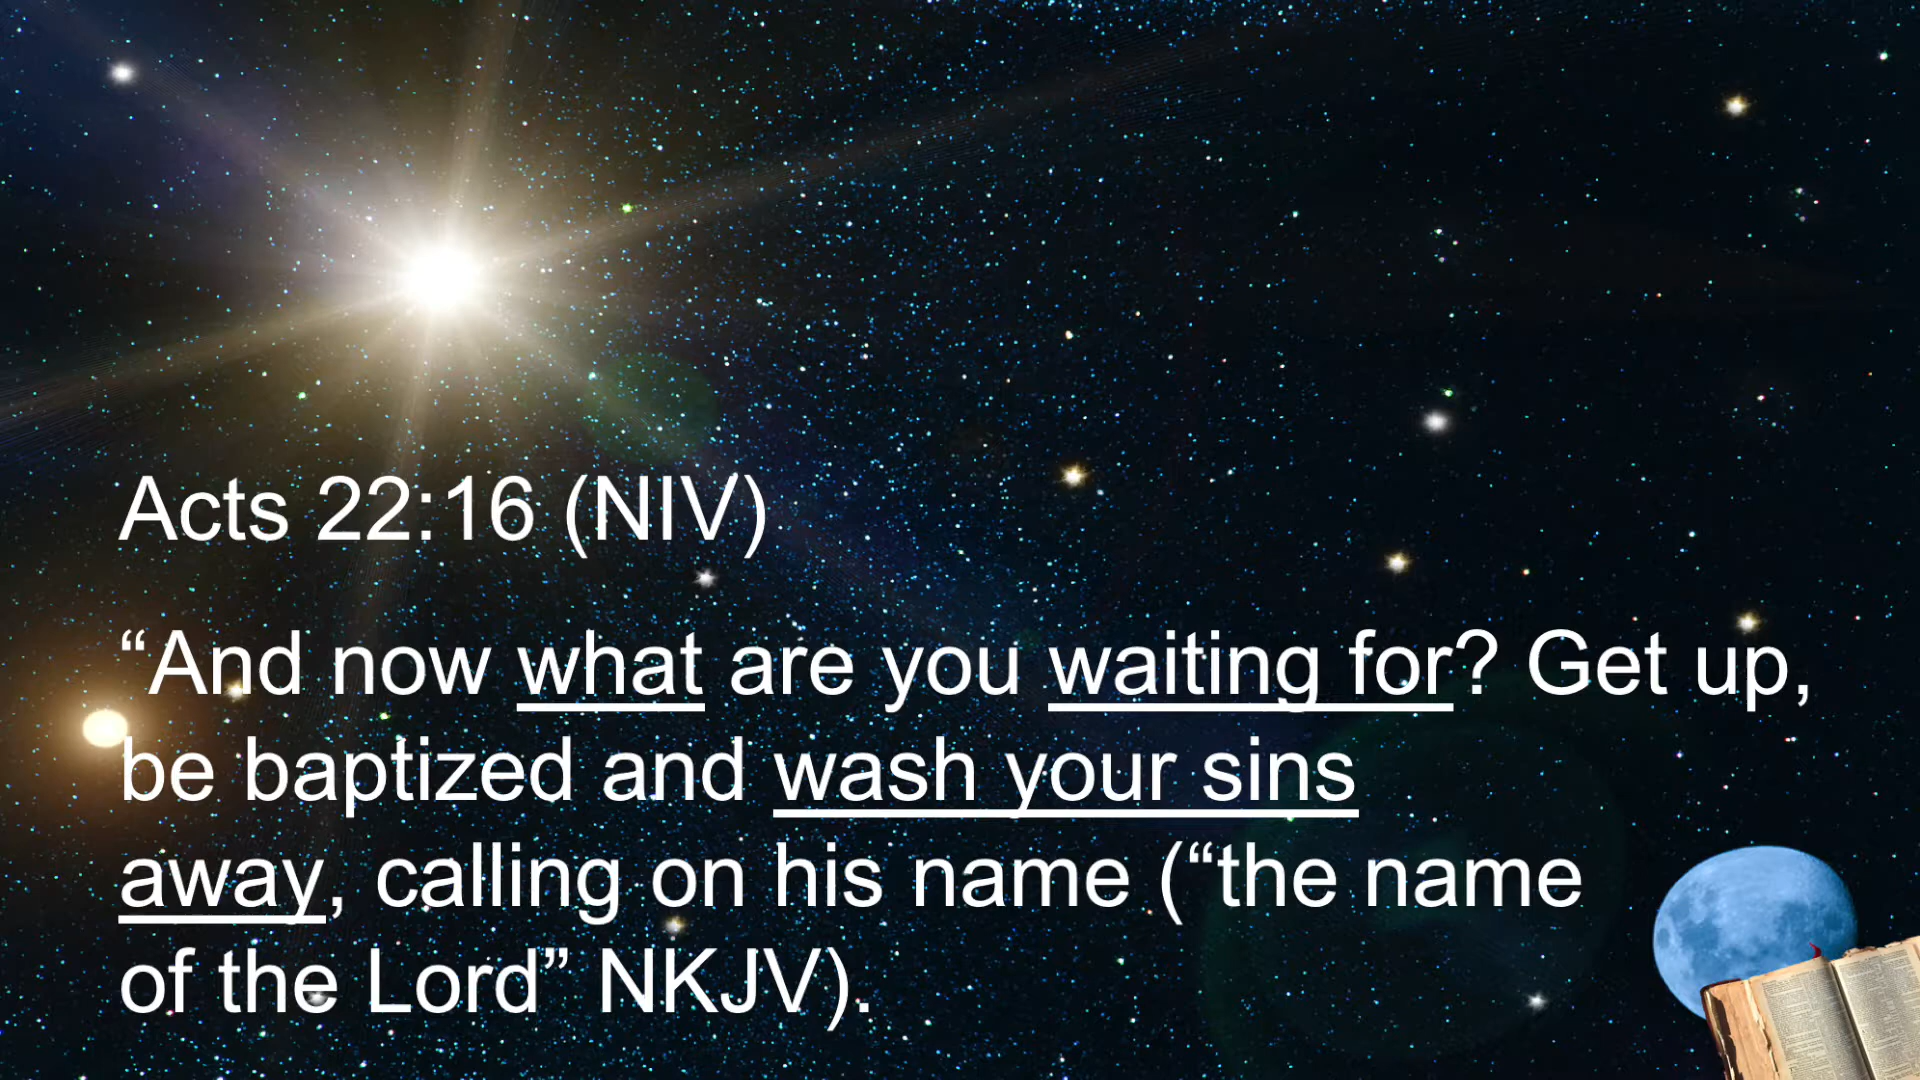 Acts 22:16 (NIV)
“And now what are you waiting for? Get up,
be baptized and wash your sins
away, calling on his name (“the name
of the Lord” NKJV).